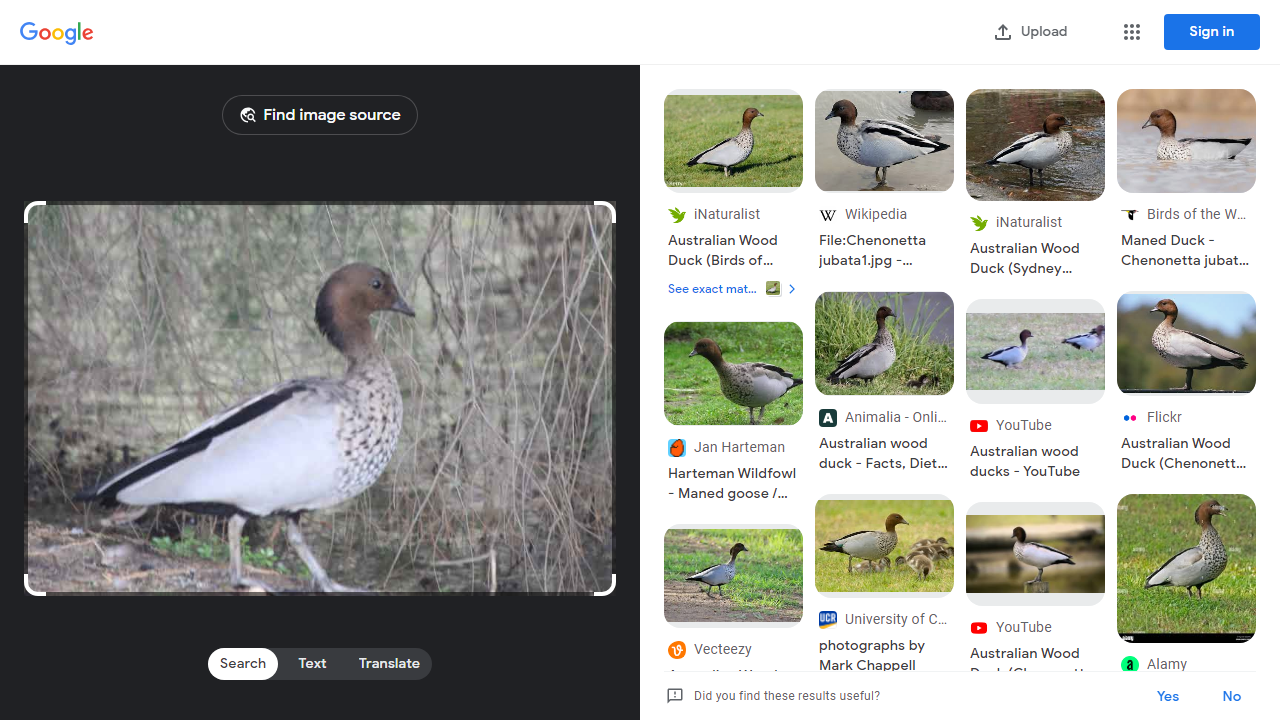 Google
Upload
Sign in
Find image source
Search
Text
Translate
iNaturalist
Australian Wood
Duck (Birds of...
See exact mat...
Wikipedia
File:Chenonetta
jubata1.jpg -...
iNaturalist
Australian Wood
Duck (Sydney...
Birds of the W...
Maned Duck -
Chenonetta jubat...
Jan Harteman
Harteman Wildfowl
- Maned goose /...
Animalia - Onli...
Australian wood
duck - Facts, Diet...
YouTube
Australian wood
ducks - YouTube
Flickr
Australian Wood
Duck (Chenonett...
Vecteezy
University of C...
photographs by
Mark Chappell
YouTube
Australian Wood
Alamy
Did you find these results useful?
Yes
No